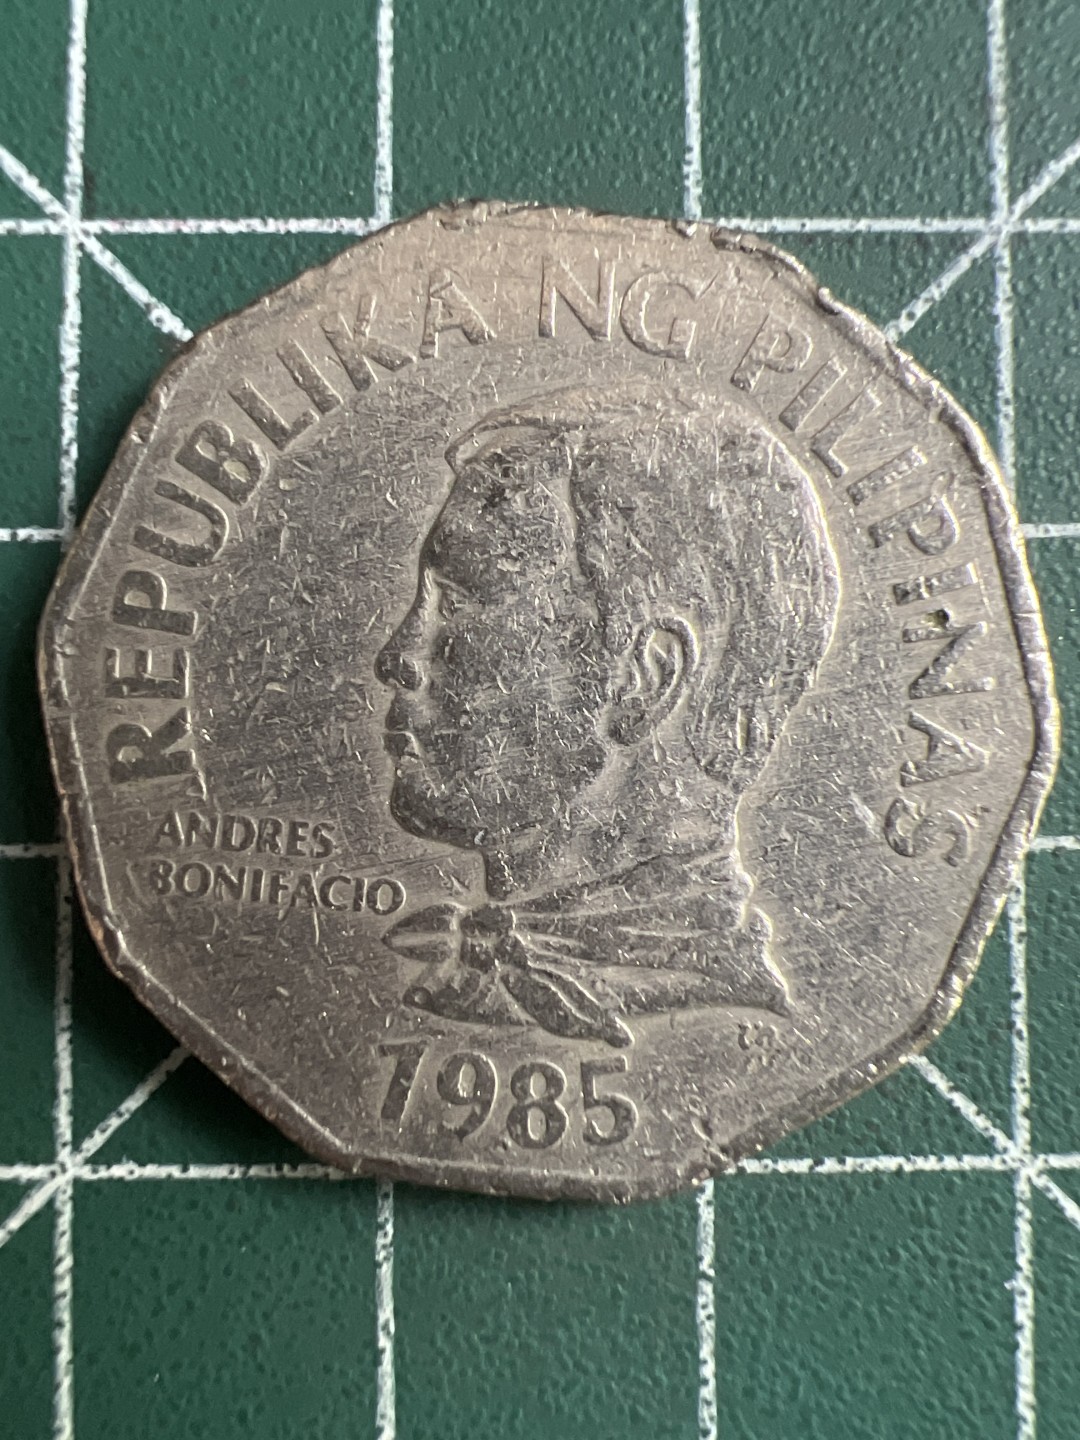 REPUBLIKA NG PILIPINAS
ANDRES
BONIFACIO
1985